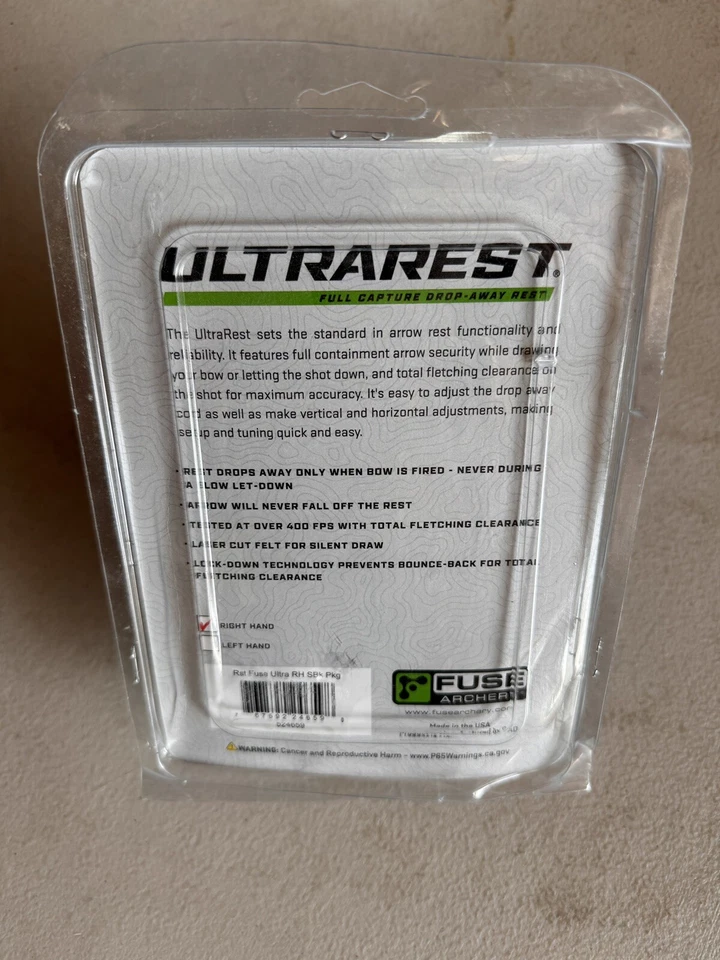 ULTRAREST®
FULL CAPTURE DROP-AWAY REST
The UltraRest sets the standard in arrow rest functionality and
reliability. It features full containment arrow security while drawing
your bow or letting the shot down, and total fletching clearance on
the shot for maximum accuracy. It's easy to adjust the drop away
cord as well as make vertical and horizontal adjustments, making
setup and tuning quick and easy.
• REST DROPS AWAY ONLY WHEN BOW IS FIRED - NEVER DURING
A SLOW LET-DOWN
• ARROW WILL NEVER FALL OFF THE REST
• TESTED AT OVER 400 FPS WITH TOTAL FLETCHING CLEARANCE
• LASER CUT FELT FOR SILENT DRAW
• LOCK-DOWN TECHNOLOGY PREVENTS BOUNCE-BACK FOR TOTAL
FLETCHING CLEARANCE
RIGHT HAND
LEFT HAND
Rst Fuse Ultra RH SBk Pkg
FUSE
ARCHERY
www.fusearchery.com
Made in the USA
WARNING: Cancer and Reproductive Harm - www.P65Warnings.ca.gov